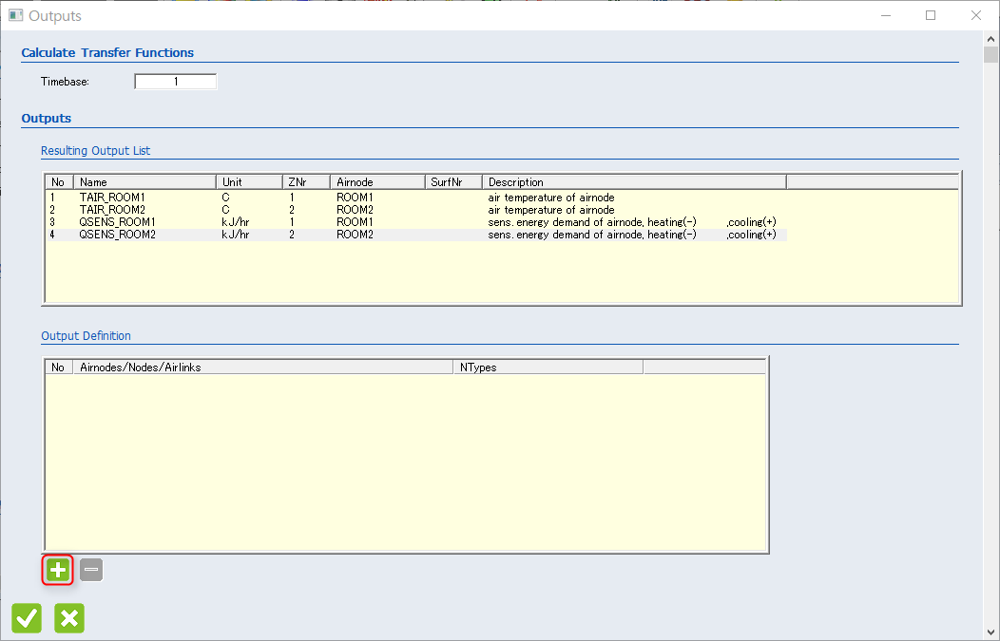 Outputs
Calculate Transfer Functions
Timebase: 1
Outputs
Resulting Output List
No Name Unit ZNr Airnode SurfNr Description
1 TAIR_ROOM1 C 1 ROOM1 air temperature of airnode
2 TAIR_ROOM2 C 2 ROOM2 air temperature of airnode
3 QSENS_ROOM1 kJ/hr 1 ROOM1 sens. energy demand of airnode, heating(-) ,cooling(+)
4 QSENS_ROOM2 kJ/hr 2 ROOM2 sens. energy demand of airnode, heating(-) ,cooling(+)
Output Definition
No Airnodes/Nodes/Airlinks NTypes